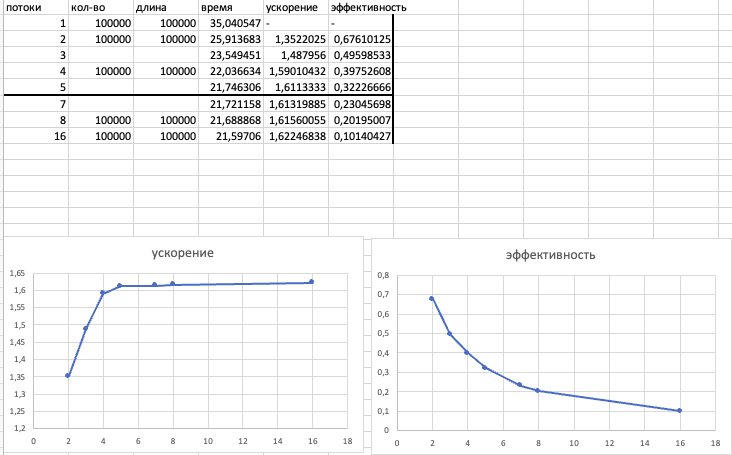 потоки кол-во длина время ускорение эффективность
1 100000 100000 35,040547 - -
2 100000 100000 25,913683 1,3522025 0,67610125
3 23,549451 1,487956 0,49598533
4 100000 100000 22,036634 1,59010432 0,39752608
5 21,746306 1,6113333 0,32226666
7 21,721158 1,61319885 0,23045698
8 100000 100000 21,688868 1,61560055 0,20195007
16 100000 100000 21,59706 1,62246838 0,10140427
ускорение
1,65
1,6
1,55
1,5
1,45
1,4
1,35
1,3
1,25
1,2
0 2 4 6 8 10 12 14 16 18
эффективность
0,8
0,7
0,6
0,5
0,4
0,3
0,2
0,1
0
0 2 4 6 8 10 12 14 16 18